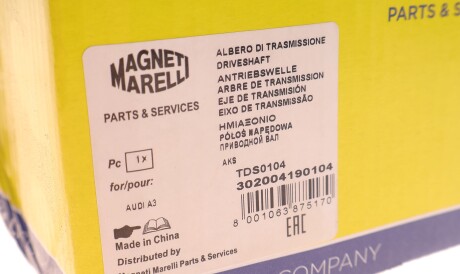 PARTS & S
MAGNETI
MARELLI
PARTS & SERVICES
ALBERO DI TRASMISSIONE
DRIVESHAFT
ANTRIEBSWELLE
ARBRE DE TRANSMISSION
EJE DE TRANSMISIÓN
EIXO DE TRANSMISSÃO
ΗΜΙΑΞΟΝΙΟ
PÓŁOŚ NAPĘDOWA
ПРИВОДНОЙ ВАЛ
AKS
Pc 1x
for/pour:
AUDI A3
TDS0104
302004190104
8 001063 875170
EAC
Made in China
Distributed by
Magneti Marelli Parts & Services
COMPANY